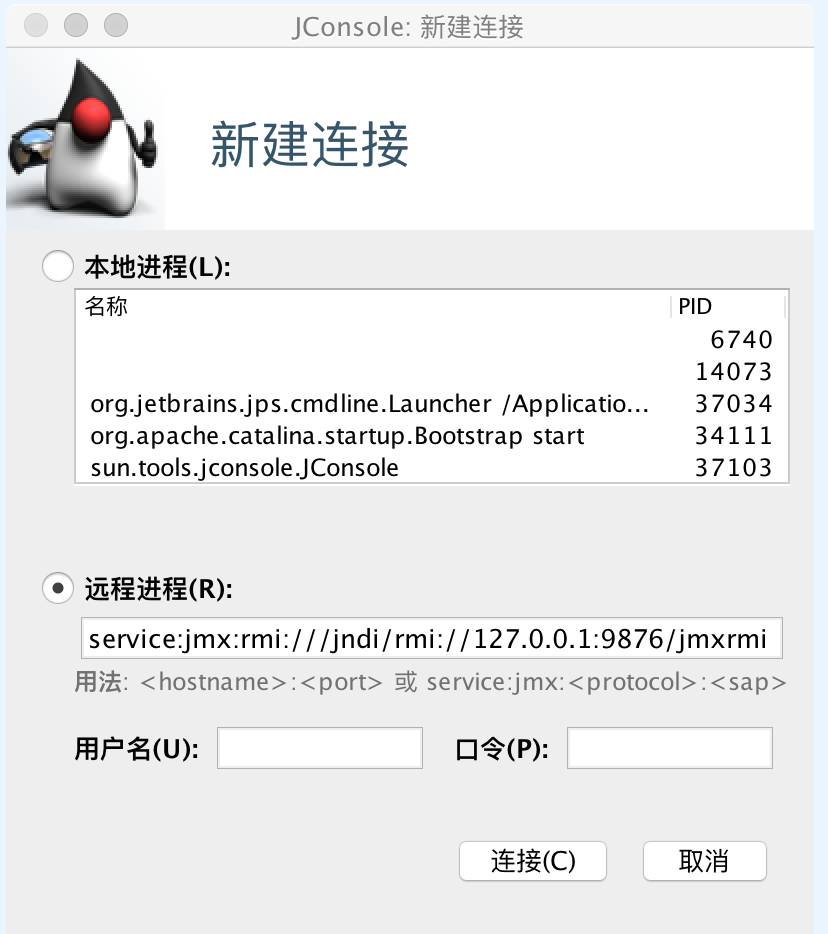 JConsole: 新建连接
新建连接
本地进程(L):
名称 PID
6740
14073
org.jetbrains.jps.cmdline.Launcher /Applicatio... 37034
org.apache.catalina.startup.Bootstrap start 34111
sun.tools.jconsole.JConsole 37103
远程进程(R):
service:jmx:rmi:///jndi/rmi://127.0.0.1:9876/jmxrmi
用法: <hostname>:<port> 或 service:jmx:<protocol>:<sap>
用户名(U): 口令(P):
连接(C) 取消